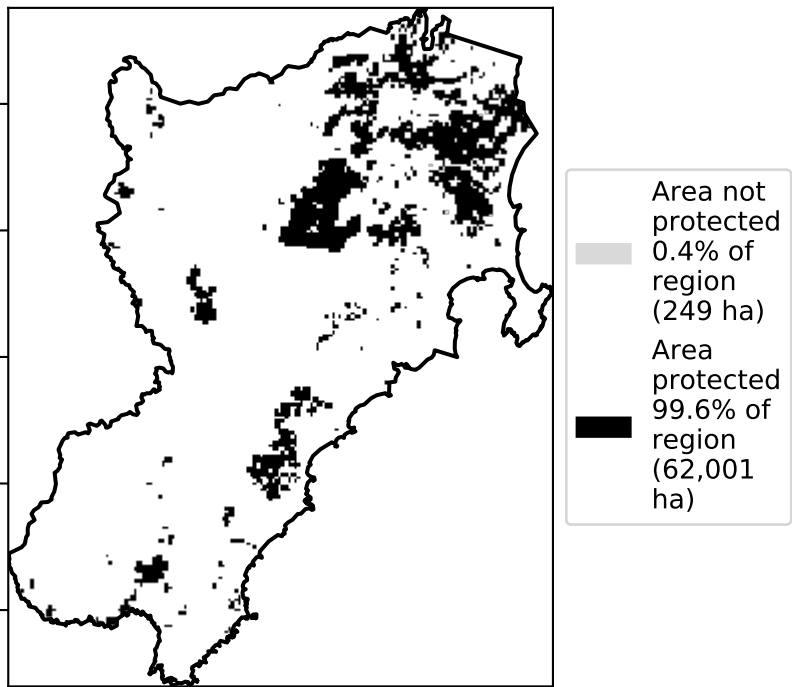 Area not
protected
0.4% of
region
(249 ha)
Area
protected
99.6% of
region
(62,001
ha)